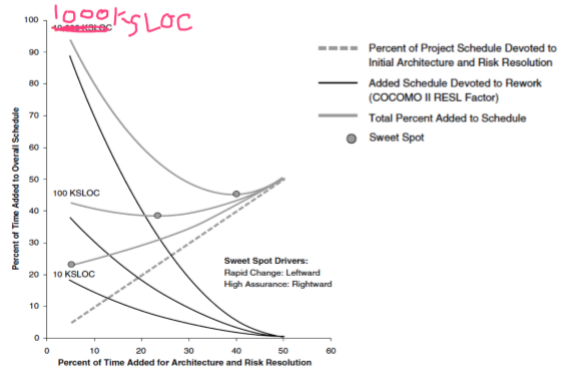 1000KSLOC
100
90
80
70
60
50
40
30
20
10
0
Percent of Time Added to Overall Schedule
100 KSLOC
10 KSLOC
Percent of Project Schedule Devoted to
Initial Architecture and Risk Resolution
Added Schedule Devoted to Rework
(COCOMO II RESL Factor)
Total Percent Added to Schedule
Sweet Spot
Sweet Spot Drivers:
Rapid Change: Leftward
High Assurance: Rightward
0 10 20 30 40 50 60
Percent of Time Added for Architecture and Risk Resolution